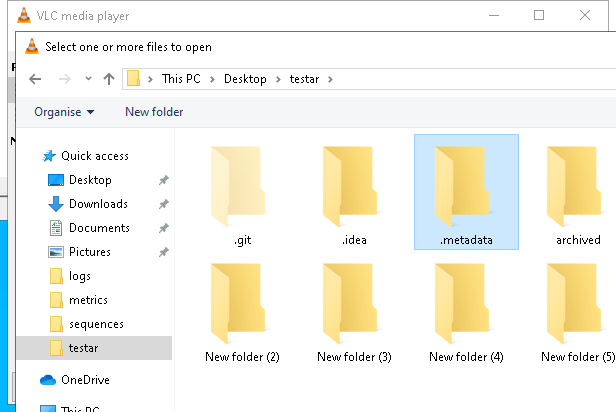 VLC media player
Select one or more files to open
This PC > Desktop > testar >
Organise
New folder
Quick access
Desktop
Downloads
Documents
Pictures
logs
metrics
sequences
testar
OneDrive
This PC
.git
.idea
.metadata
archived
New folder (2)
New folder (3)
New folder (4)
New folder (5)